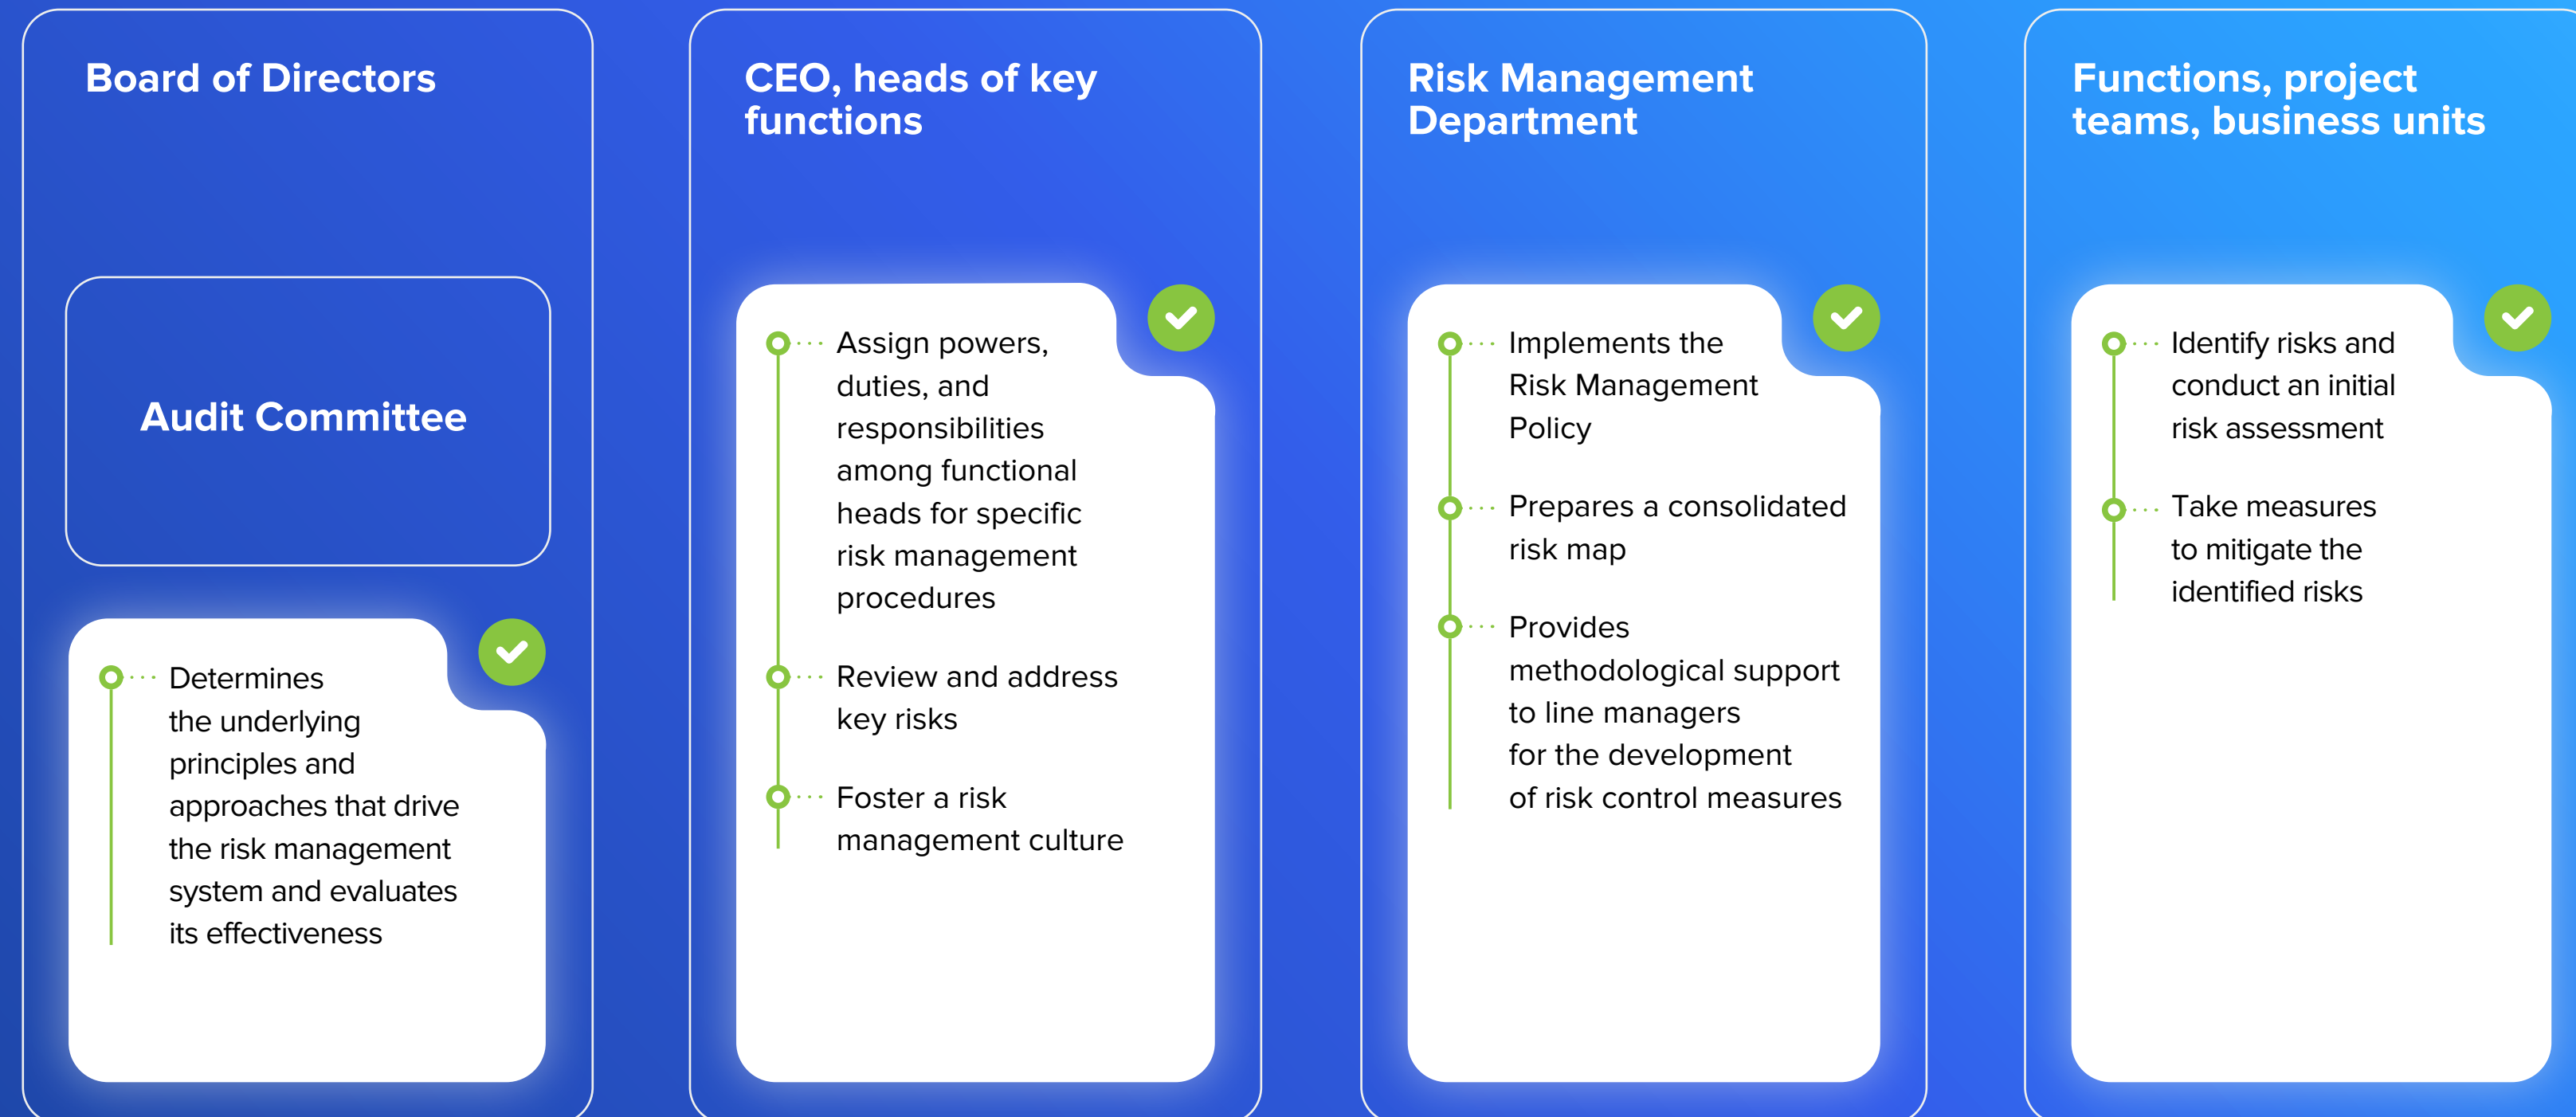 Board of Directors
Audit Committee
Determines
the underlying
principles and
approaches that drive
the risk management
system and evaluates
its effectiveness
CEO, heads of key
functions
Assign powers,
duties, and
responsibilities
among functional
heads for specific
risk management
procedures
Review and address
key risks
Foster a risk
management culture
Risk Management
Department
Implements the
Risk Management
Policy
Prepares a consolidated
risk map
Provides
methodological support
to line managers
for the development
of risk control measures
Functions, project
teams, business units
Identify risks and
conduct an initial
risk assessment
Take measures
to mitigate the
identified risks